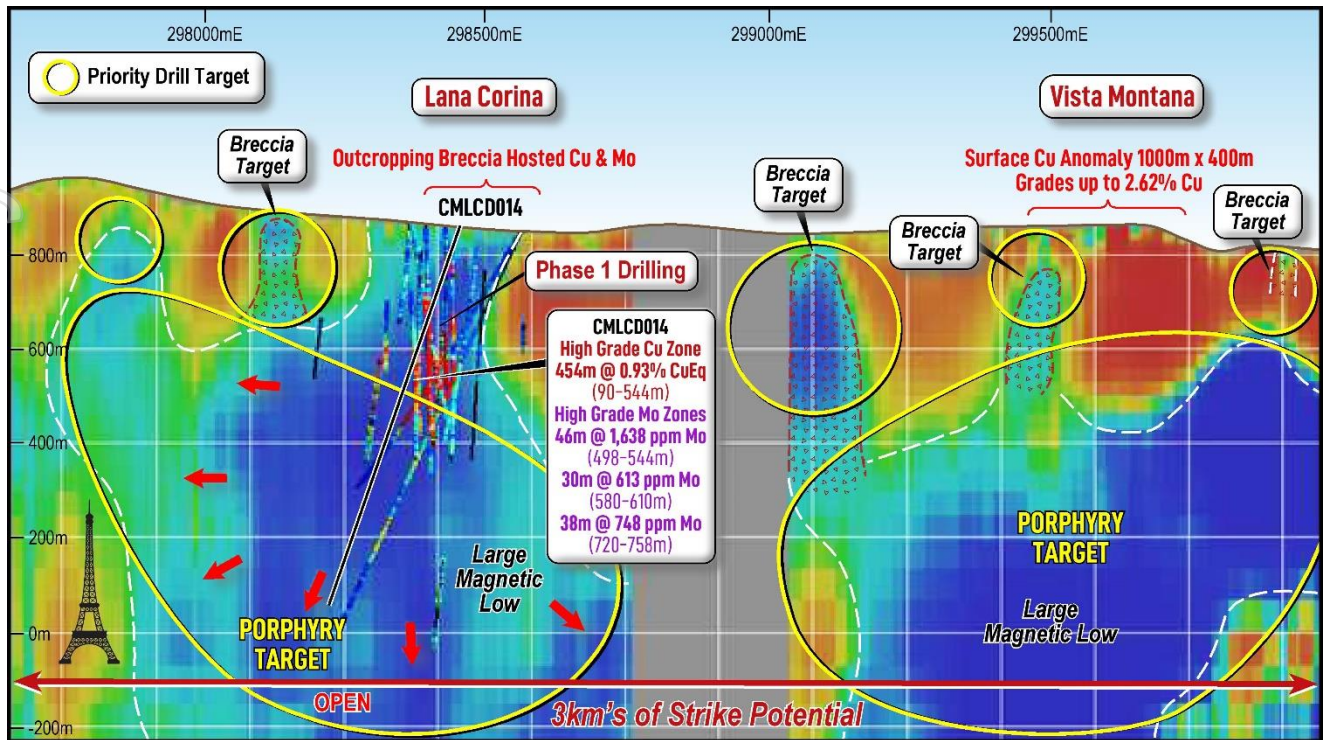 298000mE
298500mE
299000mE
299500mE
Priority Drill Target
Lana Corina
Vista Montana
Breccia
Target
Outcropping Breccia Hosted Cu & Mo
CMLCD014
Breccia
Target
Surface Cu Anomaly 1000m x 400m
Grades up to 2.62% Cu
Breccia
Target
Breccia
Target
800m
600m
400m
200m
0m
-200m
Phase 1 Drilling
CMLCD014
High Grade Cu Zone
454m @ 0.93% CuEq
(90-544m)
High Grade Mo Zones
46m @ 1,638 ppm Mo
(498-544m)
30m @ 613 ppm Mo
(580-610m)
38m @ 748 ppm Mo
(720-758m)
Large
Magnetic
Low
PORPHYRY
TARGET
PORPHYRY
TARGET
Large
Magnetic Low
OPEN
3km's of Strike Potential